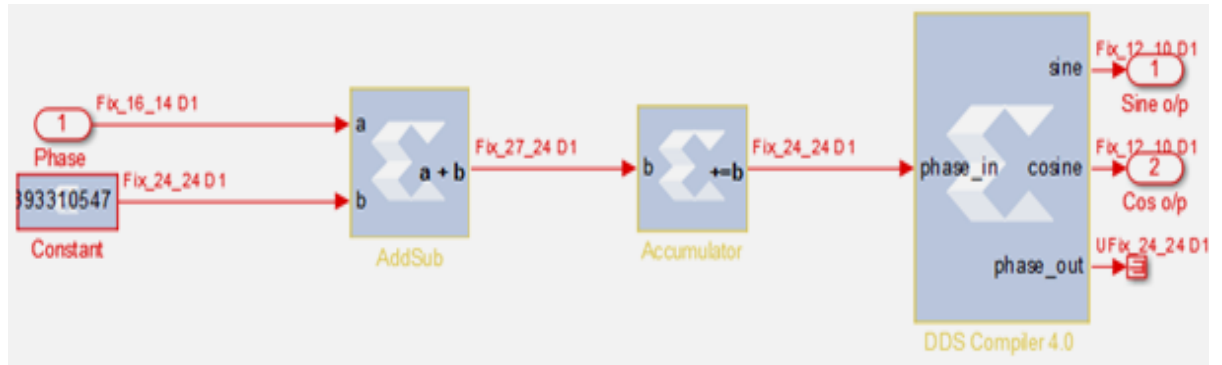 1
Phase
Fix_16_14 D1
393310547
Constant
Fix_24_24 D1
a
b
a + b
AddSub
Fix_27_24 D1
b
+=b
Accumulator
Fix_24_24 D1
phase_in
sine
cosine
phase_out
DDS Compiler 4.0
Fix_12_10 D1
1
Sine o/p
Fix_12_10 D1
2
Cos o/p
UFix_24_24 D1